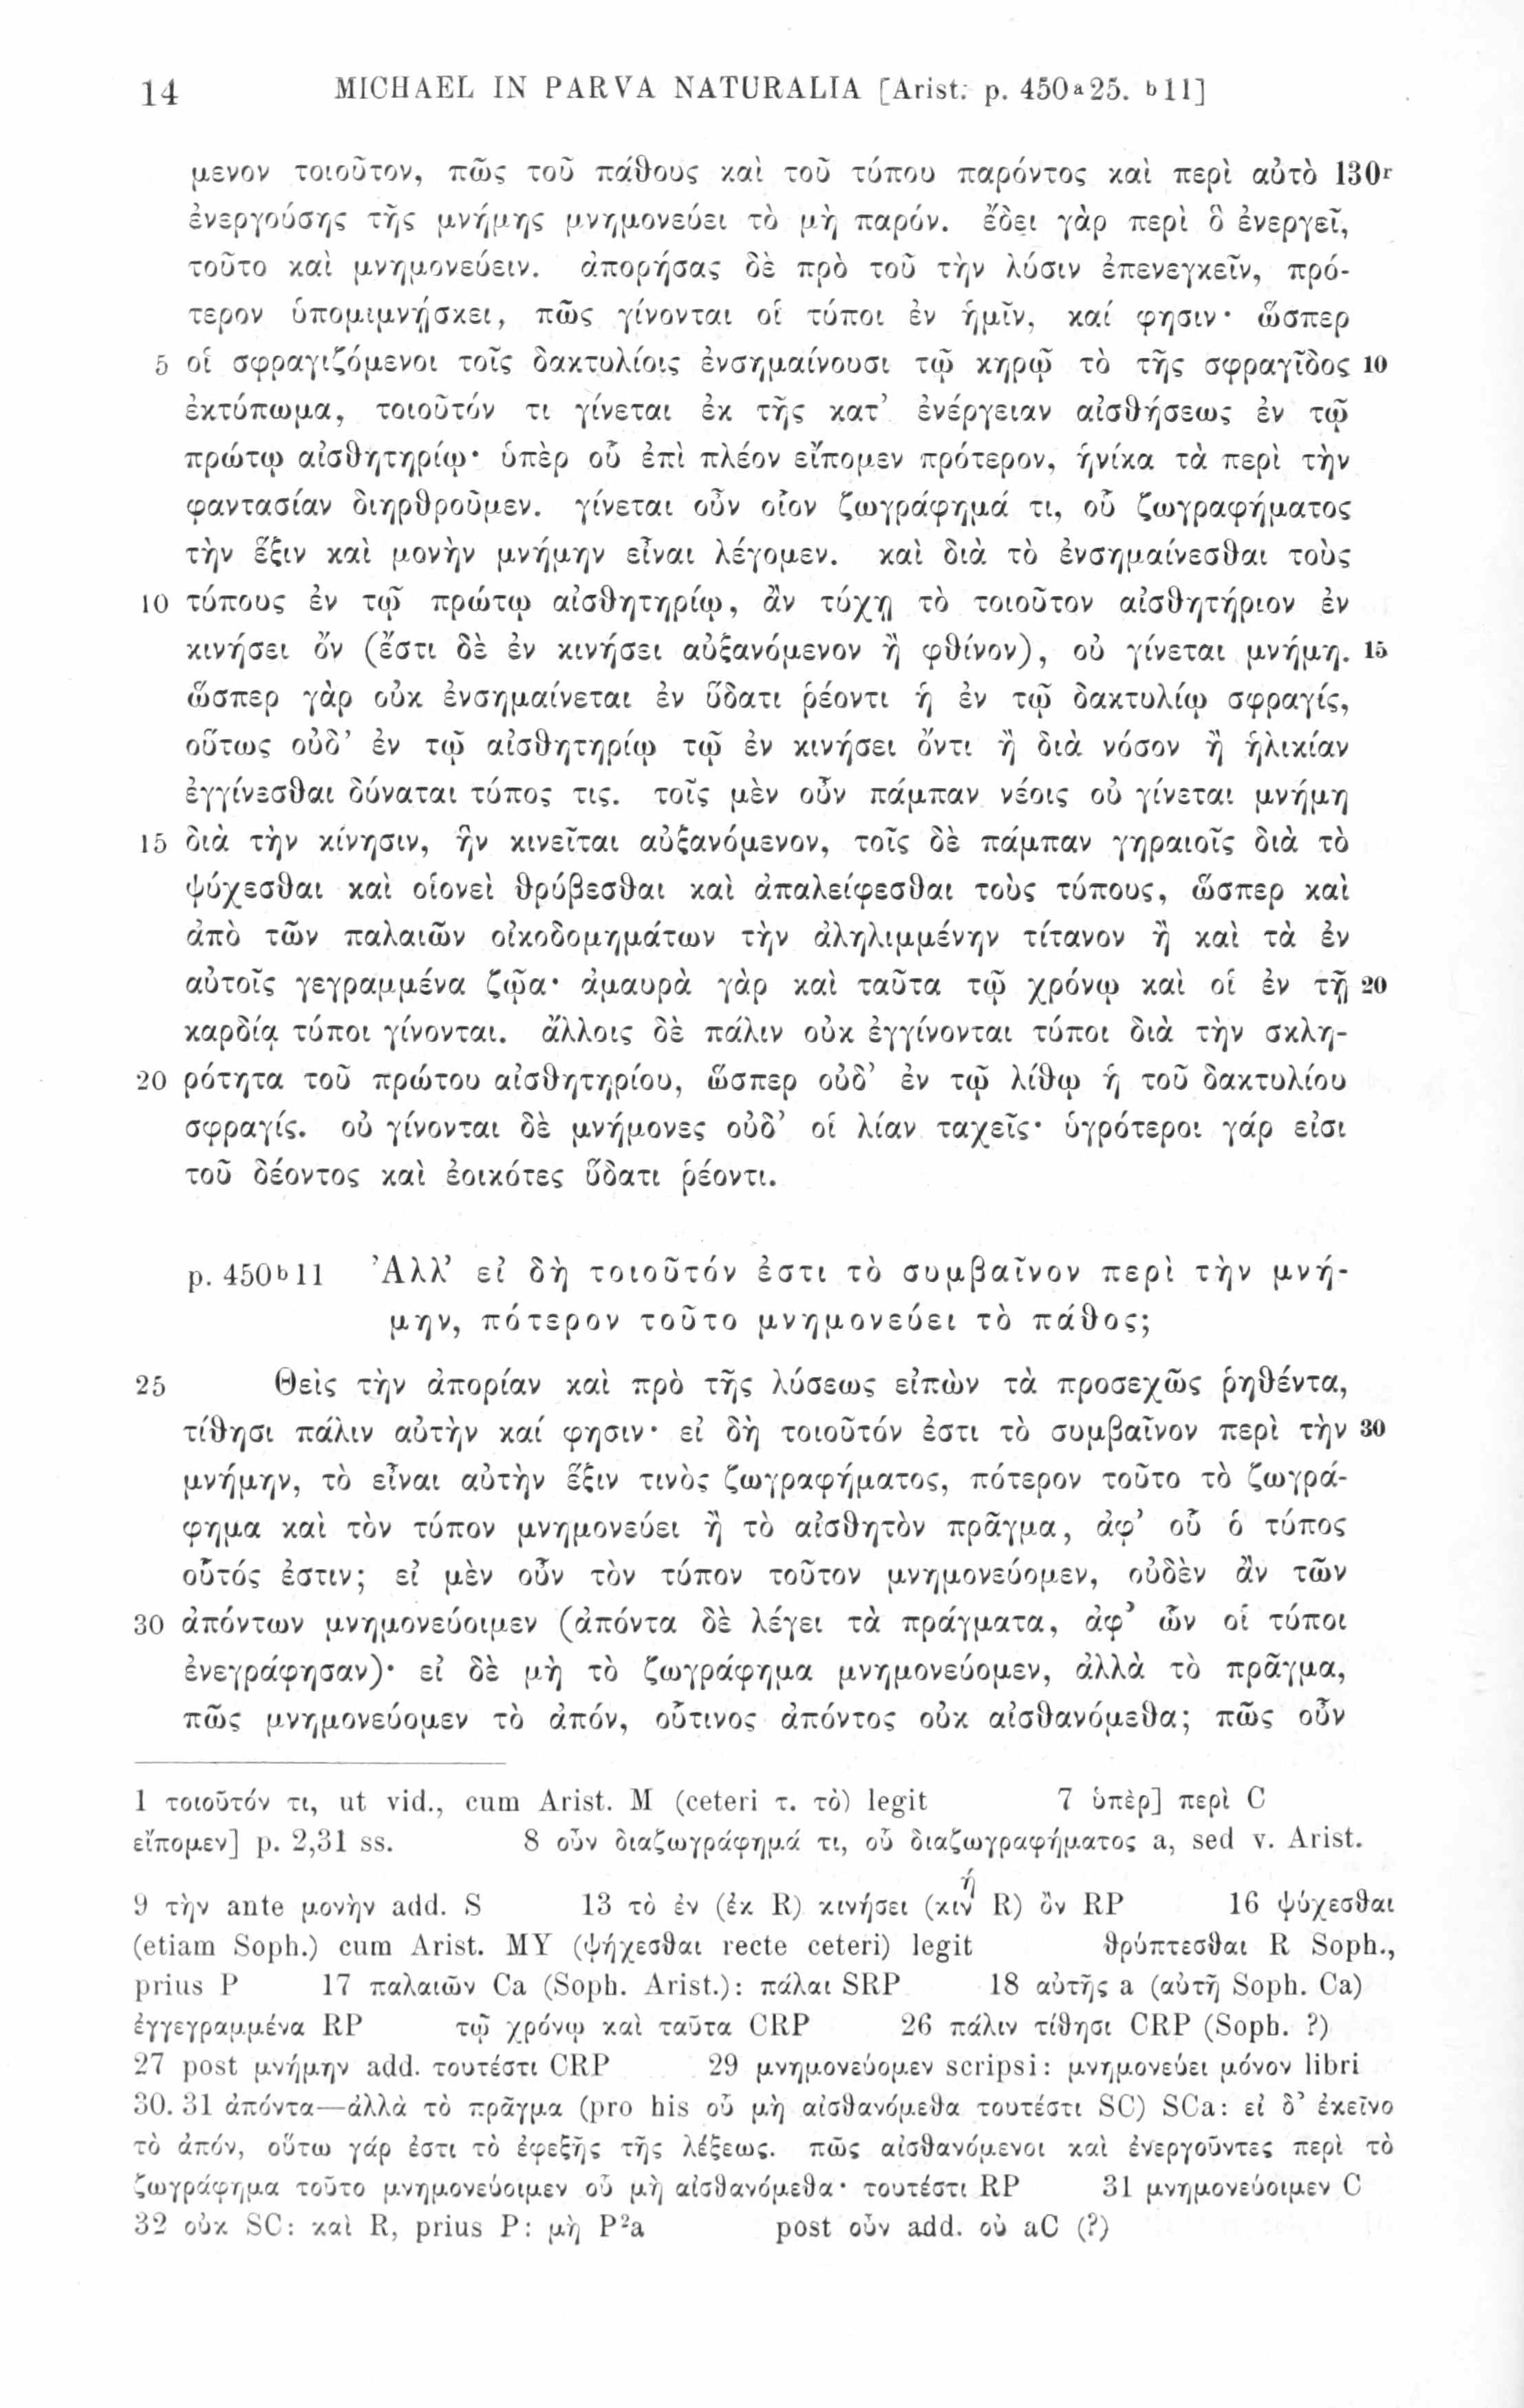 14 MICHAEL IN PARVA NATURALIA [Arist. p. 450a25. b11]
μενον τοιοῦτον, πῶς τοῦ πάθους καὶ τοῦ τύπου παρόντος καὶ περὶ αὐτὸ 130r
ἐνεργούσης τῆς μνήμης μνημονεύει τὸ μὴ παρόν. ἔδει γὰρ περὶ ὃ ἐνεργεῖ,
τοῦτο καὶ μνημονεύειν. ἀπορήσας δὲ πρὸ τοῦ τὴν λύσιν ἐπενεγκεῖν, πρό-
τερον ὑπομιμνῄσκει, πῶς γίνονται οἱ τύποι ἐν ἡμῖν, καί φησιν· ὥσπερ
5 οἱ σφραγιζόμενοι τοῖς δακτυλίοις ἐνσημαίνουσι τῷ κηρῷ τὸ τῆς σφραγῖδος 10
ἐκτύπωμα, τοιοῦτόν τι γίνεται ἐκ τῆς κατ’ ἐνέργειαν αἰσθήσεως ἐν τῷ
πρώτῳ αἰσθητηρίῳ· ὑπὲρ οὗ ἐπὶ πλέον εἴπομεν πρότερον, ἡνίκα τὰ περὶ τὴν
φαντασίαν διηρθροῦμεν. γίνεται οὖν οἷον ζωγράφημά τι, οὗ ζωγραφήματος
τὴν ἕξιν καὶ μονὴν μνήμην εἶναι λέγομεν. καὶ διὰ τὸ ἐνσημαίνεσθαι τοὺς
10 τύπους ἐν τῷ πρώτῳ αἰσθητηρίῳ, ἂν τύχῃ τὸ τοιοῦτον αἰσθητήριον ἐν
κινήσει ὄν (ἔστι δὲ ἐν κινήσει αὐξανόμενον ἢ φθίνον), οὐ γίνεται μνήμη. 15
ὥσπερ γὰρ οὐκ ἐνσημαίνεται ἐν ὕδατι ῥέοντι ἡ ἐν τῷ δακτυλίῳ σφραγίς,
οὕτως οὐδ’ ἐν τῷ αἰσθητηρίῳ τῷ ἐν κινήσει ὄντι ἢ διὰ νόσον ἢ ἡλικίαν
ἐγγίνεσθαι δύναται τύπος τις. τοῖς μὲν οὖν πάμπαν νέοις οὐ γίνεται μνήμη
15 διὰ τὴν κίνησιν, ἣν κινεῖται αὐξανόμενον, τοῖς δὲ πάμπαν γηραιοῖς διὰ τὸ
ψύχεσθαι καὶ οἱονεὶ θρύβεσθαι καὶ ἀπαλείφεσθαι τοὺς τύπους, ὥσπερ καὶ
ἀπὸ τῶν παλαιῶν οἰκοδομημάτων τὴν ἀληλιμμένην τίτανον ἢ καὶ τὰ ἐν
αὐτοῖς γεγραμμένα ζῷα· ἀμαυρὰ γὰρ καὶ ταῦτα τῷ χρόνῳ καὶ οἱ ἐν τῇ 20
καρδίᾳ τύποι γίνονται. ἄλλοις δὲ πάλιν οὐκ ἐγγίνονται τύποι διὰ τὴν σκλη-
20 ρότητα τοῦ πρώτου αἰσθητηρίου, ὥσπερ οὐδ’ ἐν τῷ λίθῳ ἡ τοῦ δακτυλίου
σφραγίς. οὐ γίνονται δὲ μνήμονες οὐδ’ οἱ λίαν ταχεῖς· ὑγρότεροι γάρ εἰσι
τοῦ δέοντος καὶ ἐοικότες ὕδατι ῥέοντι.
p. 450b11 Ἀλλ’ εἰ δὴ τοιοῦτόν ἐστι τὸ συμβαῖνον περὶ τὴν μνή-
μην, πότερον τοῦτο μνημονεύει τὸ πάθος;
25 Θεὶς τὴν ἀπορίαν καὶ πρὸ τῆς λύσεως εἰπὼν τὰ προσεχῶς ῥηθέντα,
τίθησι πάλιν αὐτὴν καί φησιν· εἰ δὴ τοιοῦτόν ἐστι τὸ συμβαῖνον περὶ τὴν 30
μνήμην, τὸ εἶναι αὐτὴν ἕξιν τινὸς ζωγραφήματος, πότερον τοῦτο τὸ ζωγρά-
φημα καὶ τὸν τύπον μνημονεύει ἢ τὸ αἰσθητὸν πρᾶγμα, ἀφ’ οὗ ὁ τύπος
οὗτός ἐστιν; εἰ μὲν οὖν τὸν τύπον τοῦτον μνημονεύομεν, οὐδὲν ἂν τῶν
30 ἀπόντων μνημονεύοιμεν (ἀπόντα δὲ λέγει τὰ πράγματα, ἀφ’ ὧν οἱ τύποι
ἐνεγράφησαν)· εἰ δὲ μὴ τὸ ζωγράφημα μνημονεύομεν, ἀλλὰ τὸ πρᾶγμα,
πῶς μνημονεύομεν τὸ ἀπόν, οὗτινος ἀπόντος οὐκ αἰσθανόμεθα; πῶς οὖν
1 τοιοῦτόν τι, ut vid., cum Arist. M (ceteri τ. τὸ) legit 7 ὑπὲρ] περὶ C
εἴπομεν] p. 2,31 ss. 8 οὖν διαζωγράφημά τι, οὗ διαζωγραφήματος a, sed v. Arist.
9 τὴν ante μονὴν add. S 13 τὸ ἐν (ἐκ R) κινήσει (κινή R) ὂν RP 16 ψύχεσθαι
(etiam Soph.) cum Arist. MY (ψήχεσθαι recte ceteri) legit θρύπτεσθαι R Soph.,
prius P 17 παλαιῶν Ca (Soph. Arist.): πάλαι SRP 18 αὐτῆς a (αὐτῇ Soph. Ca)
ἐγγεγραμμένα RP τῷ χρόνῳ καὶ ταῦτα CRP 26 πάλιν τίθησι CRP (Soph. ?)
27 post μνήμην add. τουτέστι CRP 29 μνημονεύομεν scripsi: μνημονεύει μόνον libri
30. 31 ἀπόντα—ἀλλὰ τὸ πρᾶγμα (pro his οὗ μὴ αἰσθανόμεθα τουτέστι SC) SCa: εἰ δ’ ἐκεῖνο
τὸ ἀπόν, οὕτω γάρ ἐστι τὸ ἐφεξῆς τῆς λέξεως. πῶς αἰσθανόμενοι καὶ ἐνεργοῦντες περὶ τὸ
ζωγράφημα τοῦτο μνημονεύοιμεν οὗ μὴ αἰσθανόμεθα· τουτέστι RP 31 μνημονεύοιμεν C
32 οὐκ SC: καὶ R, prius P: μὴ P²a post οὖν add. οὐ aC (?)